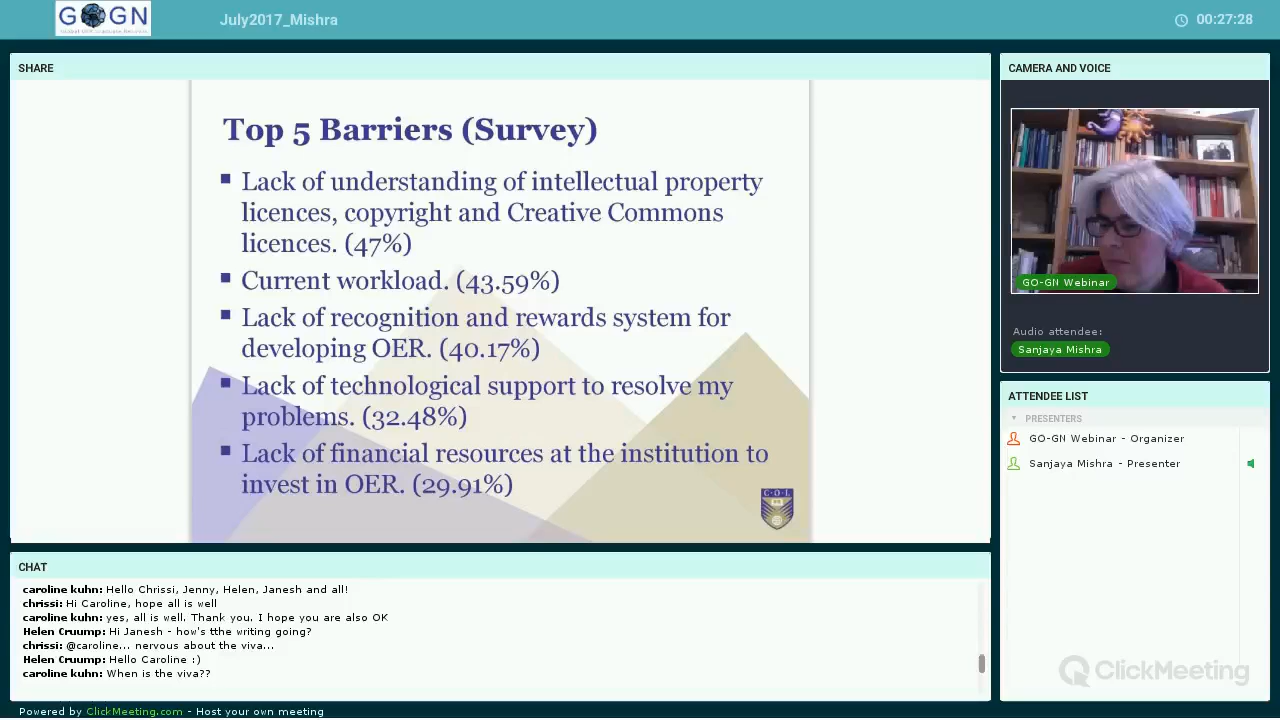 GO GN
July2017_Mishra
00:27:28
SHARE
Top 5 Barriers (Survey)
Lack of understanding of intellectual property
licences, copyright and Creative Commons
licences. (47%)
Current workload. (43.59%)
Lack of recognition and rewards system for
developing OER. (40.17%)
Lack of technological support to resolve my
problems. (32.48%)
Lack of financial resources at the institution to
invest in OER. (29.91%)
C·O·L
CAMERA AND VOICE
GO-GN Webinar
Audio attendee:
Sanjaya Mishra
ATTENDEE LIST
PRESENTERS
GO-GN Webinar - Organizer
Sanjaya Mishra - Presenter
CHAT
caroline kuhn: Hello Chrissi, Jenny, Helen, Janesh and all!
chrissi: Hi Caroline, hope all is well
caroline kuhn: yes, all is well. Thank you. I hope you are also OK
Helen Cruump: Hi Janesh - how's tthe writing going?
chrissi: @caroline... nervous about the viva...
Helen Cruump: Hello Caroline :)
caroline kuhn: When is the viva??
ClickMeeting
Powered by ClickMeeting.com - Host your own meeting